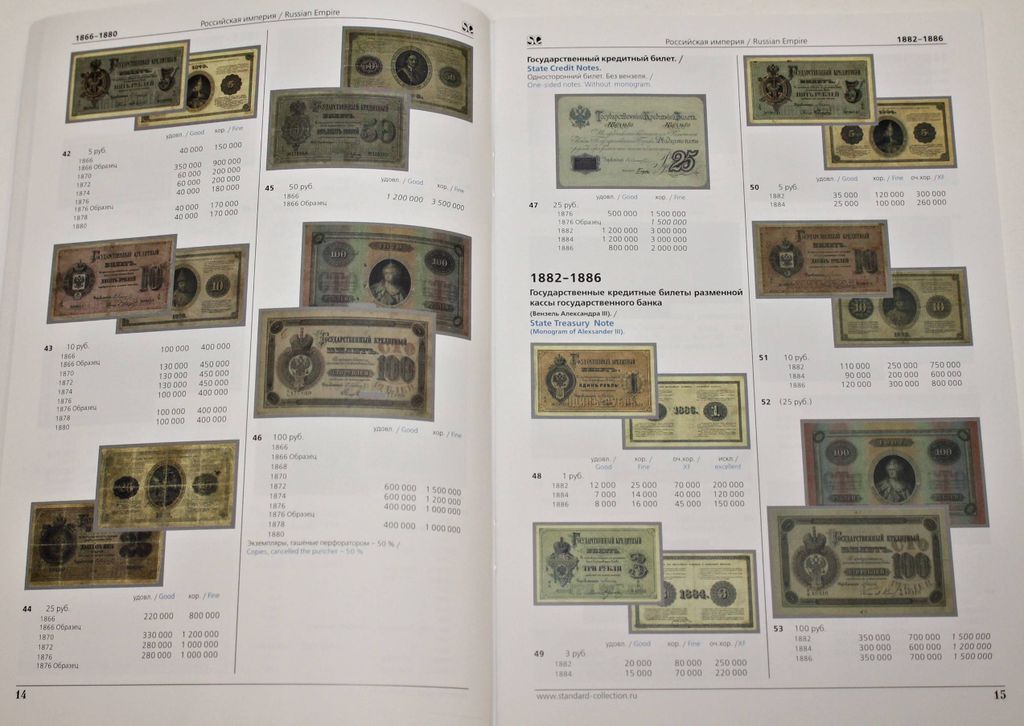 1866–1880
Российская империя / Russian Empire
SC
удовл. / Good хор. / Fine
42 5 руб.
1866 40 000 150 000
1866 Образец
1870 350 000 900 000
1872 60 000 200 000
1874 60 000 200 000
1876 40 000 180 000
1876 Образец
1878 40 000 170 000
1880 40 000 170 000
43 10 руб.
1866 100 000 400 000
1866 Образец
1870 130 000 450 000
1872 130 000 450 000
1874 130 000 450 000
1876 100 000 400 000
1876 Образец
1878 100 000 400 000
1880 100 000 400 000
удовл. / Good хор. / Fine
44 25 руб.
1866 220 000 800 000
1866 Образец
1870 330 000 1 200 000
1872 280 000 1 000 000
1876 280 000 1 000 000
1876 Образец
14
удовл. / Good хор. / Fine
45 50 руб.
1866 1 200 000 3 500 000
1866 Образец
удовл. / Good хор. / Fine
46 100 руб.
1866
1866 Образец
1868
1870
1872 600 000 1 500 000
1874 600 000 1 200 000
1876 400 000 1 000 000
1876 Образец
1878 400 000 1 000 000
1880
Экземпляры, гашёные перфоратором – 50 % /
Copies, cancelled the puncher – 50 %
SC
Российская империя / Russian Empire
1882–1886
Государственный кредитный билет. /
State Credit Notes.
Односторонний билет. Без вензеля. /
One-sided notes. Without monogram.
удовл. / Good хор. / Fine
47 25 руб.
1876 500 000 1 500 000
1876 Образец 1 500 000
1882 1 200 000 3 000 000
1884 1 200 000 3 000 000
1886 800 000 2 000 000
1882–1886
Государственные кредитные билеты разменной
кассы государственного банка
(Вензель Александра III). /
State Treasury Note
(Monogram of Alexsander III).
удовл. / Good хор. / Fine оч.хор. / XF искл./ excellent
48 1 руб.
1882 12 000 25 000 70 000 200 000
1884 7 000 14 000 40 000 120 000
1886 8 000 16 000 45 000 150 000
удовл. / Good хор. / Fine оч.хор. /XF
49 3 руб.
1882 20 000 80 000 250 000
1884 15 000 70 000 220 000
www.standard-collection.ru
удовл. / Good хор. / Fine оч.хор. /XF
50 5 руб.
1882 35 000 120 000 300 000
1884 25 000 100 000 260 000
51 10 руб.
1882 110 000 250 000 750 000
1884 90 000 200 000 600 000
1886 120 000 300 000 800 000
52 (25 руб.)
53 100 руб.
1882 350 000 700 000 1 500 000
1884 300 000 600 000 1 200 000
1886 350 000 700 000 1 500 000
15